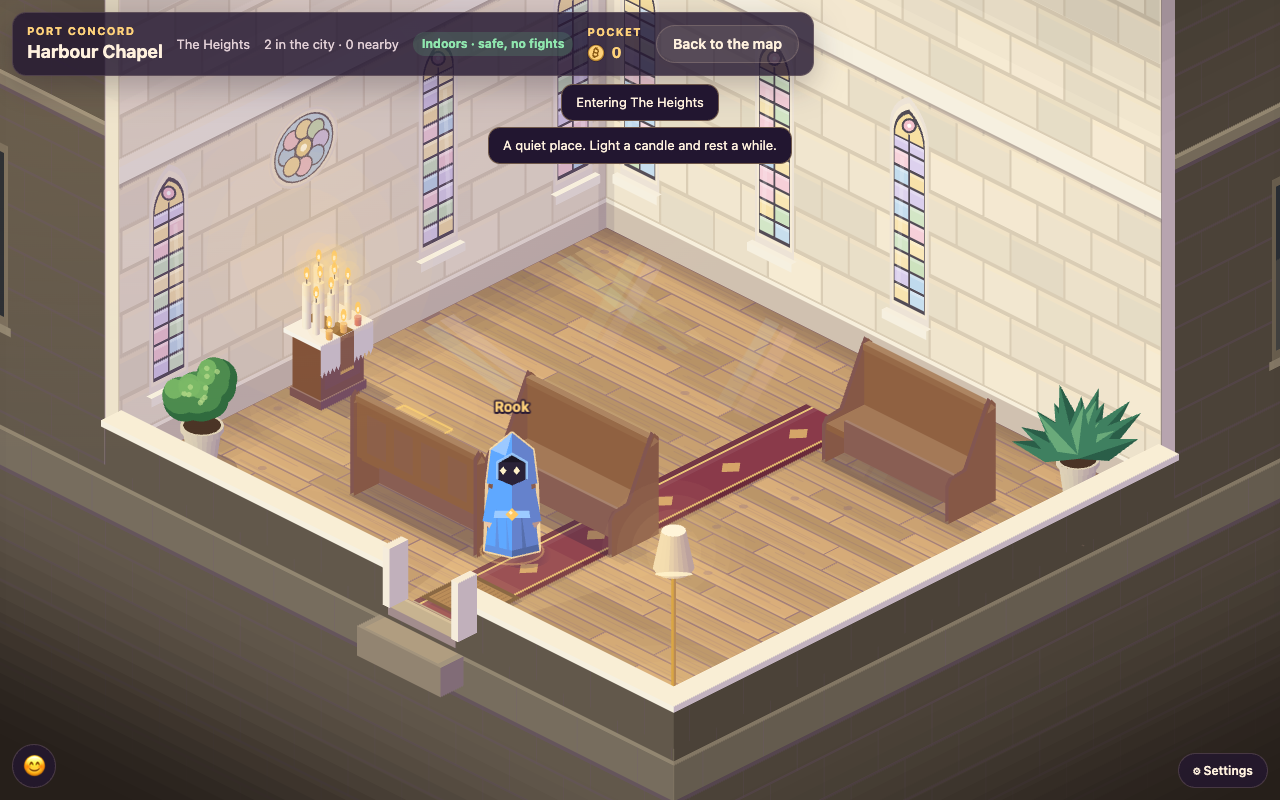 PORT CONCORD
Harbour Chapel
The Heights
2 in the city · 0 nearby
Indoors · safe, no fights
POCKET
0
Back to the map
Entering The Heights
A quiet place. Light a candle and rest a while.
Rook
Settings